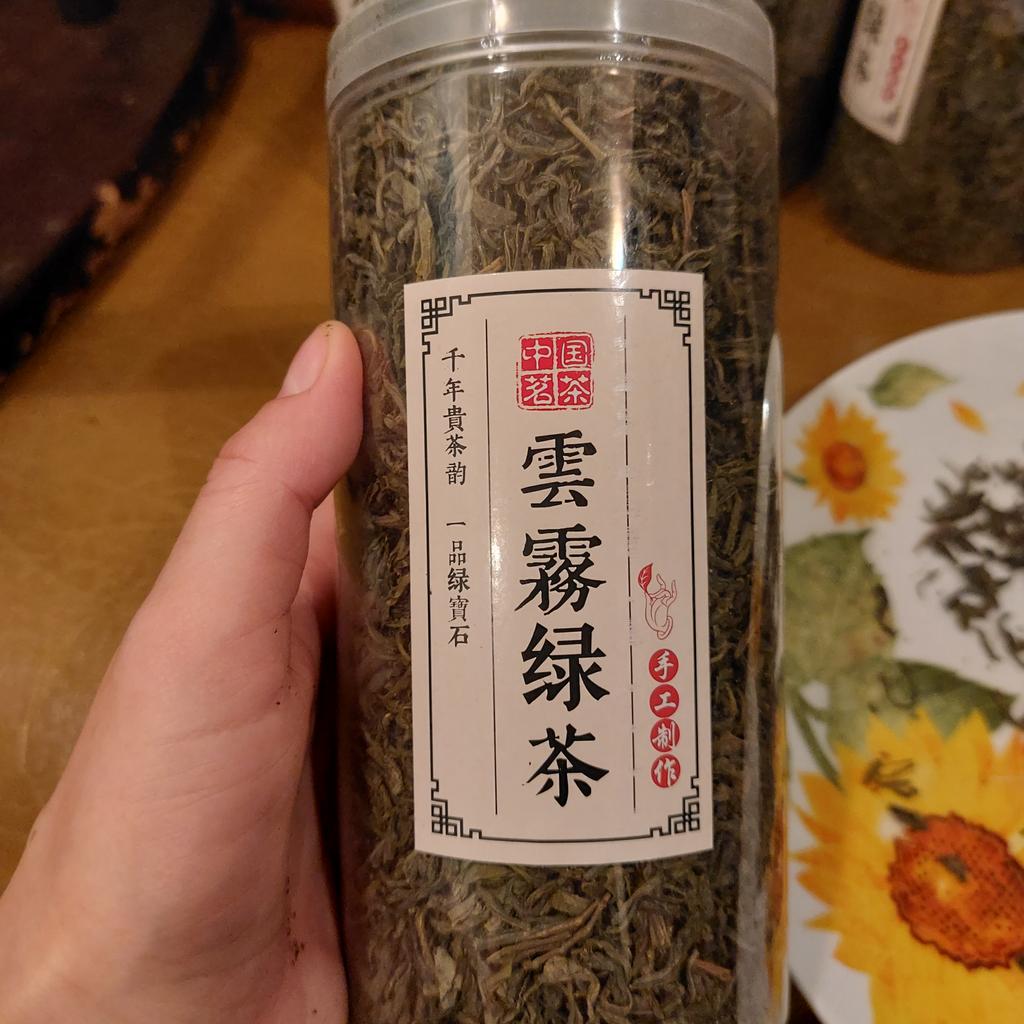 中国
茗茶
雲霧绿茶
手工制作
千年貴茶韵 一品绿寶石